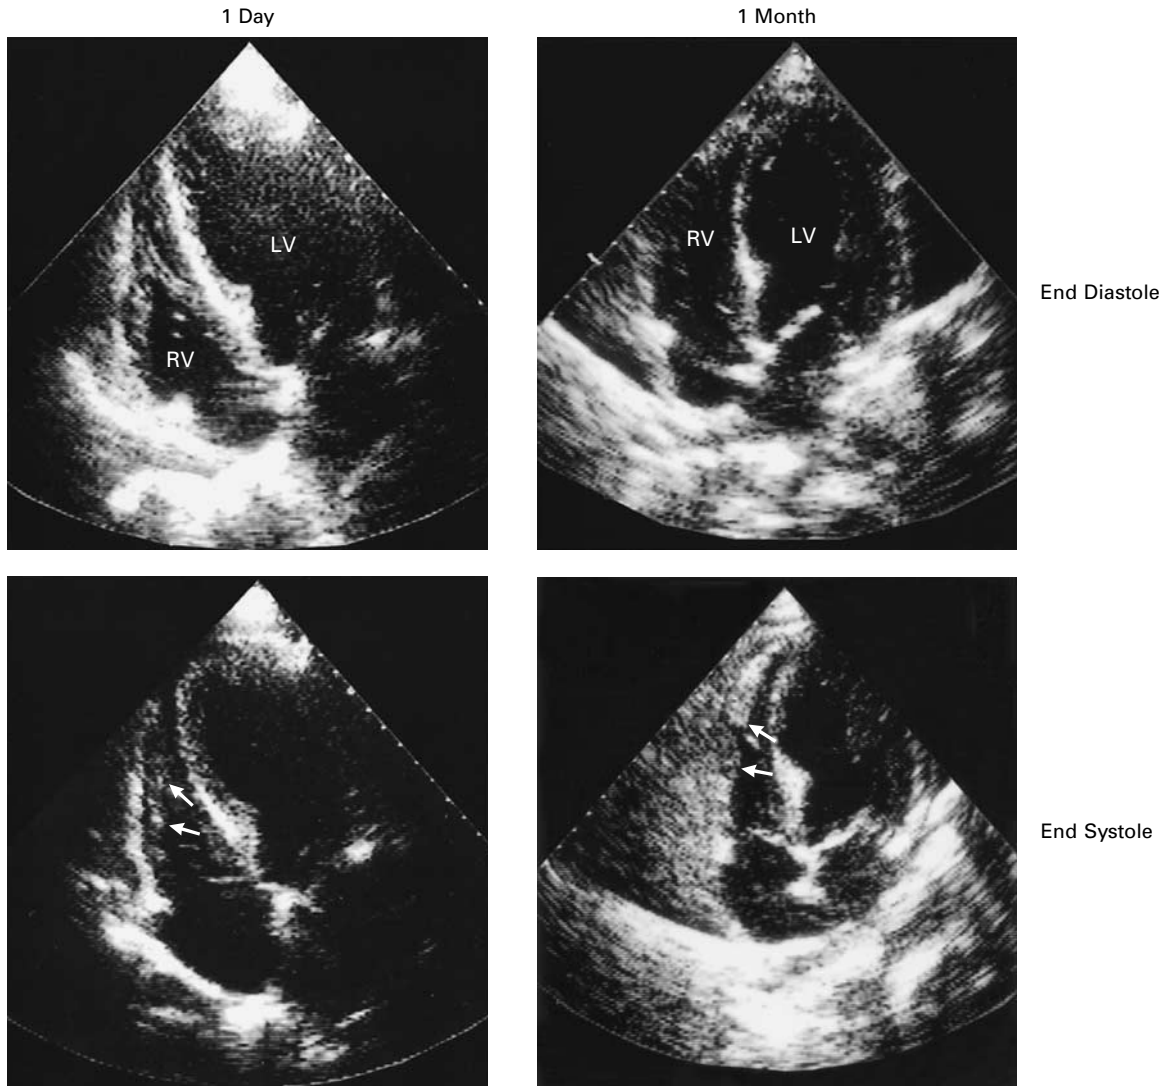 1 Day
1 Month
LV
RV
RV
LV
End Diastole
End Systole